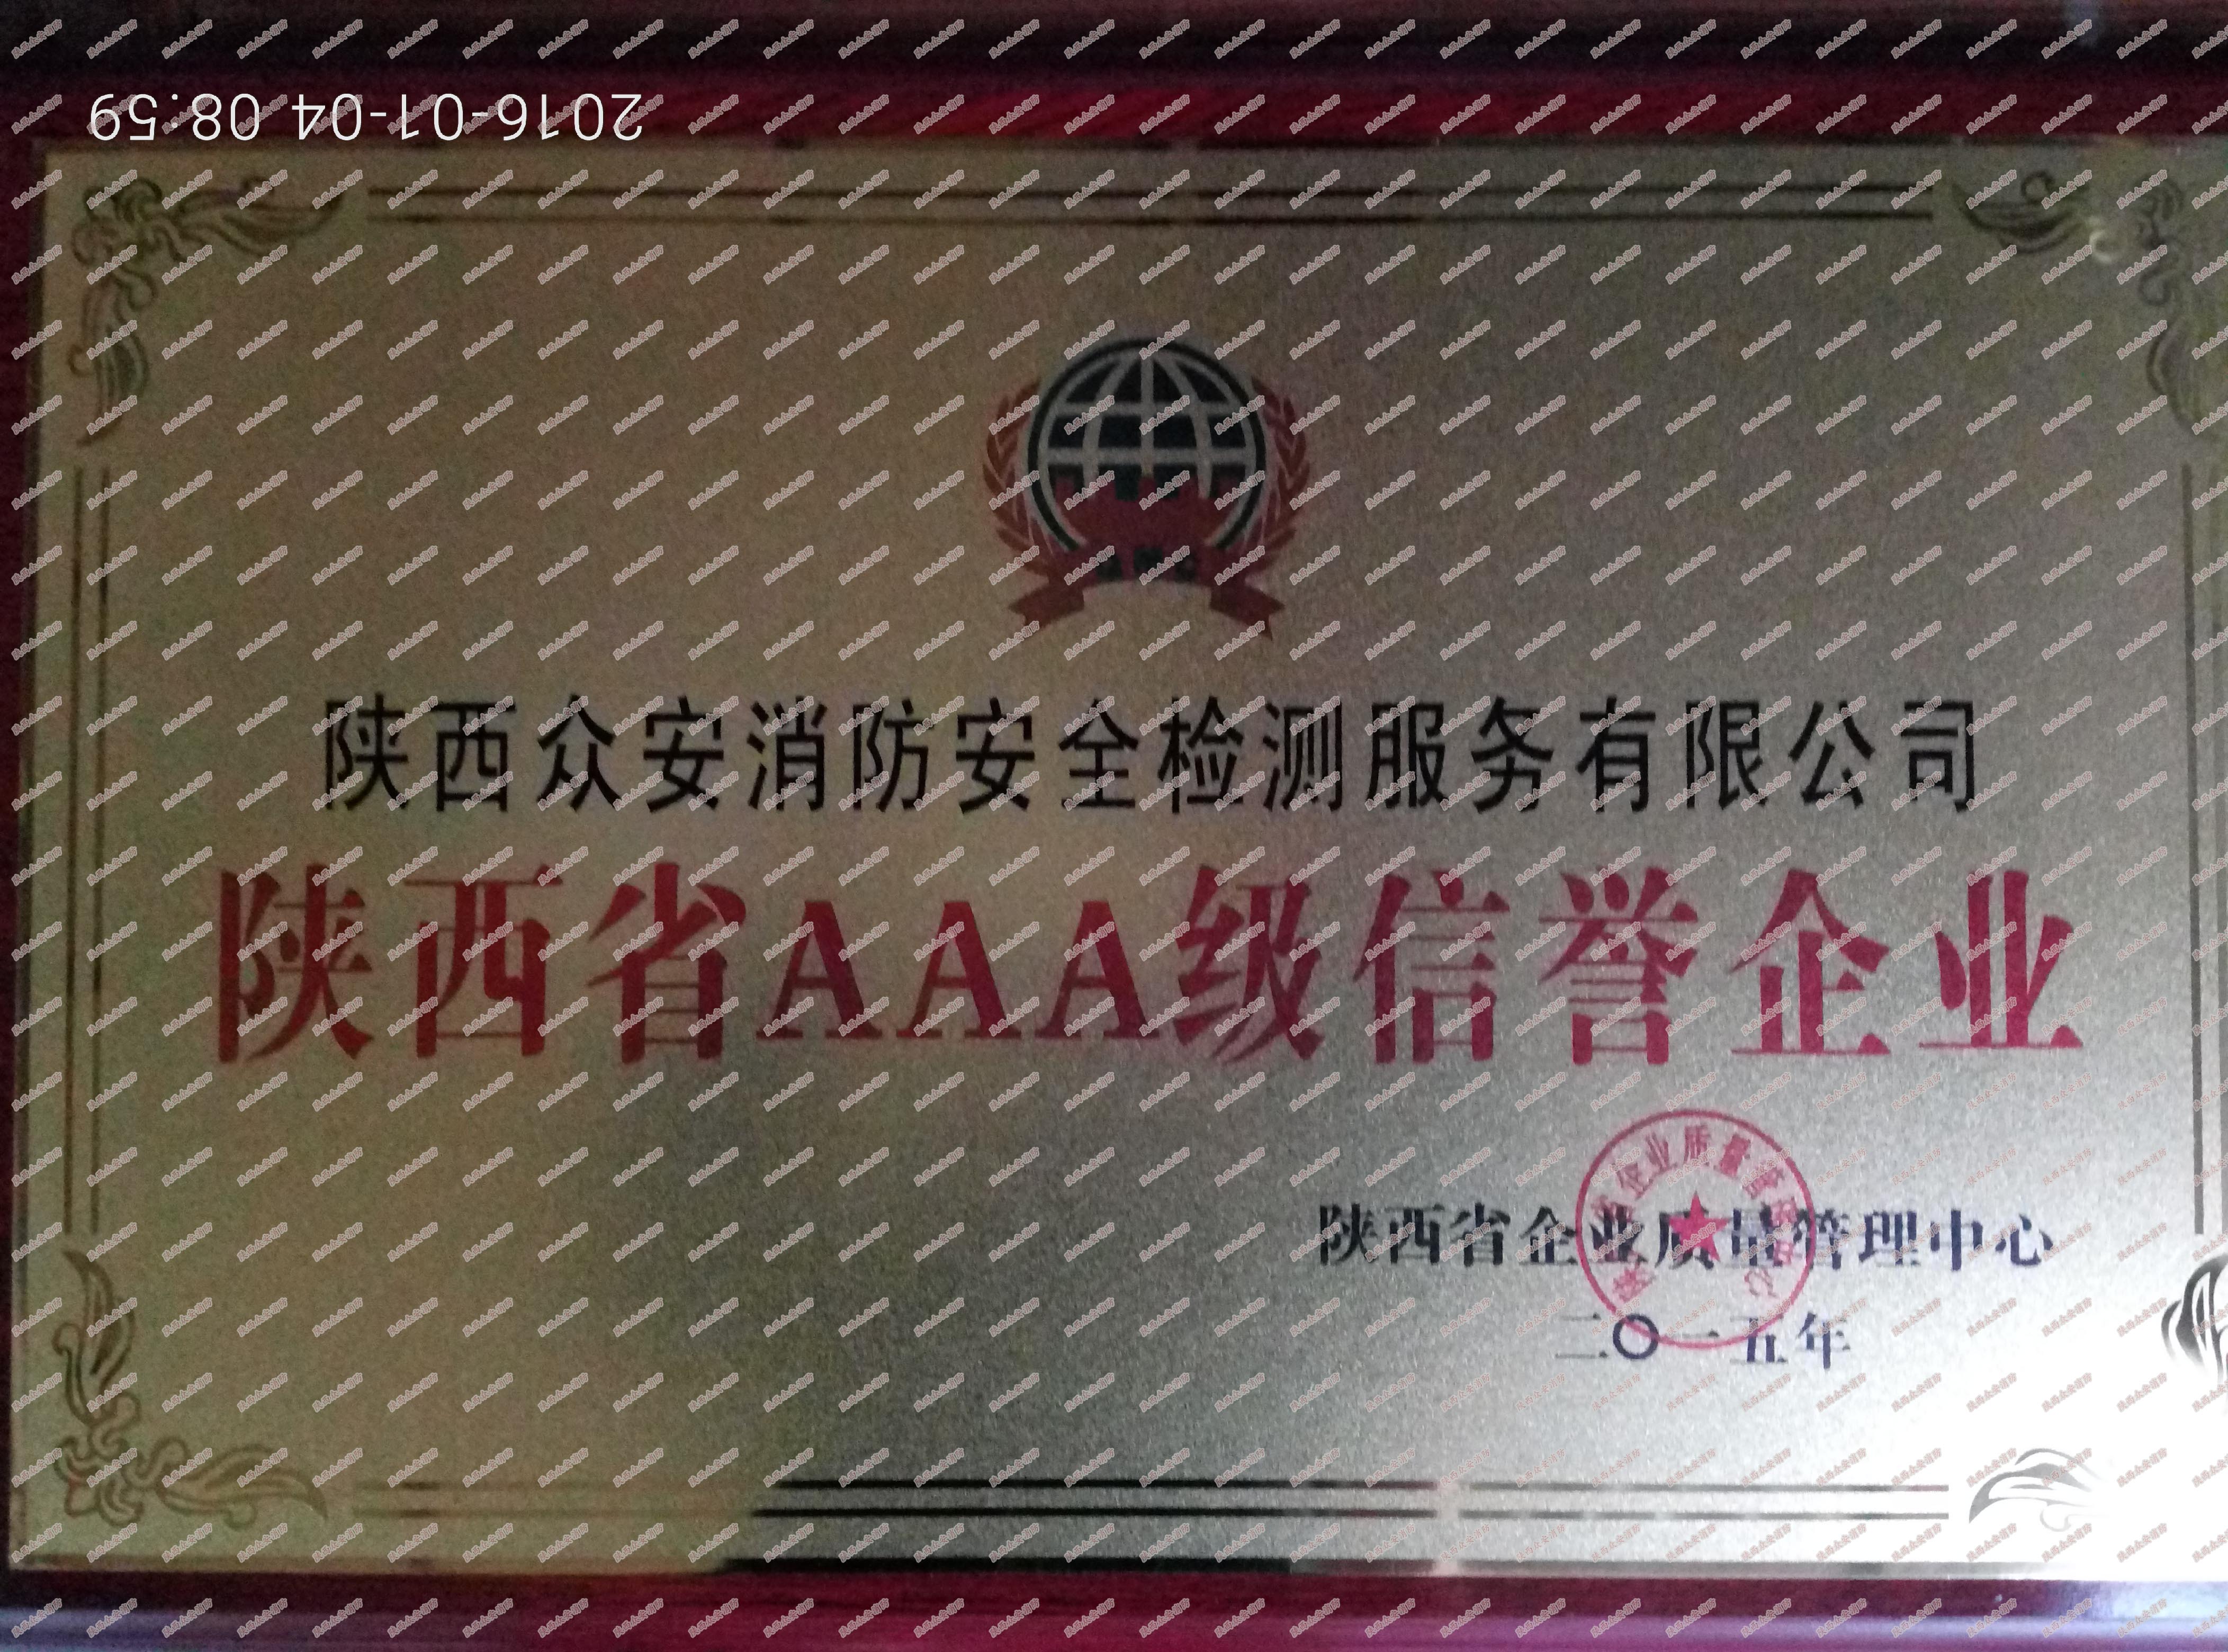 2016-01-04 08:59
陕西众安消防安全检测服务有限公司
陕西省AAA级信誉企业
陕西省企业质量管理中心
二〇一五年